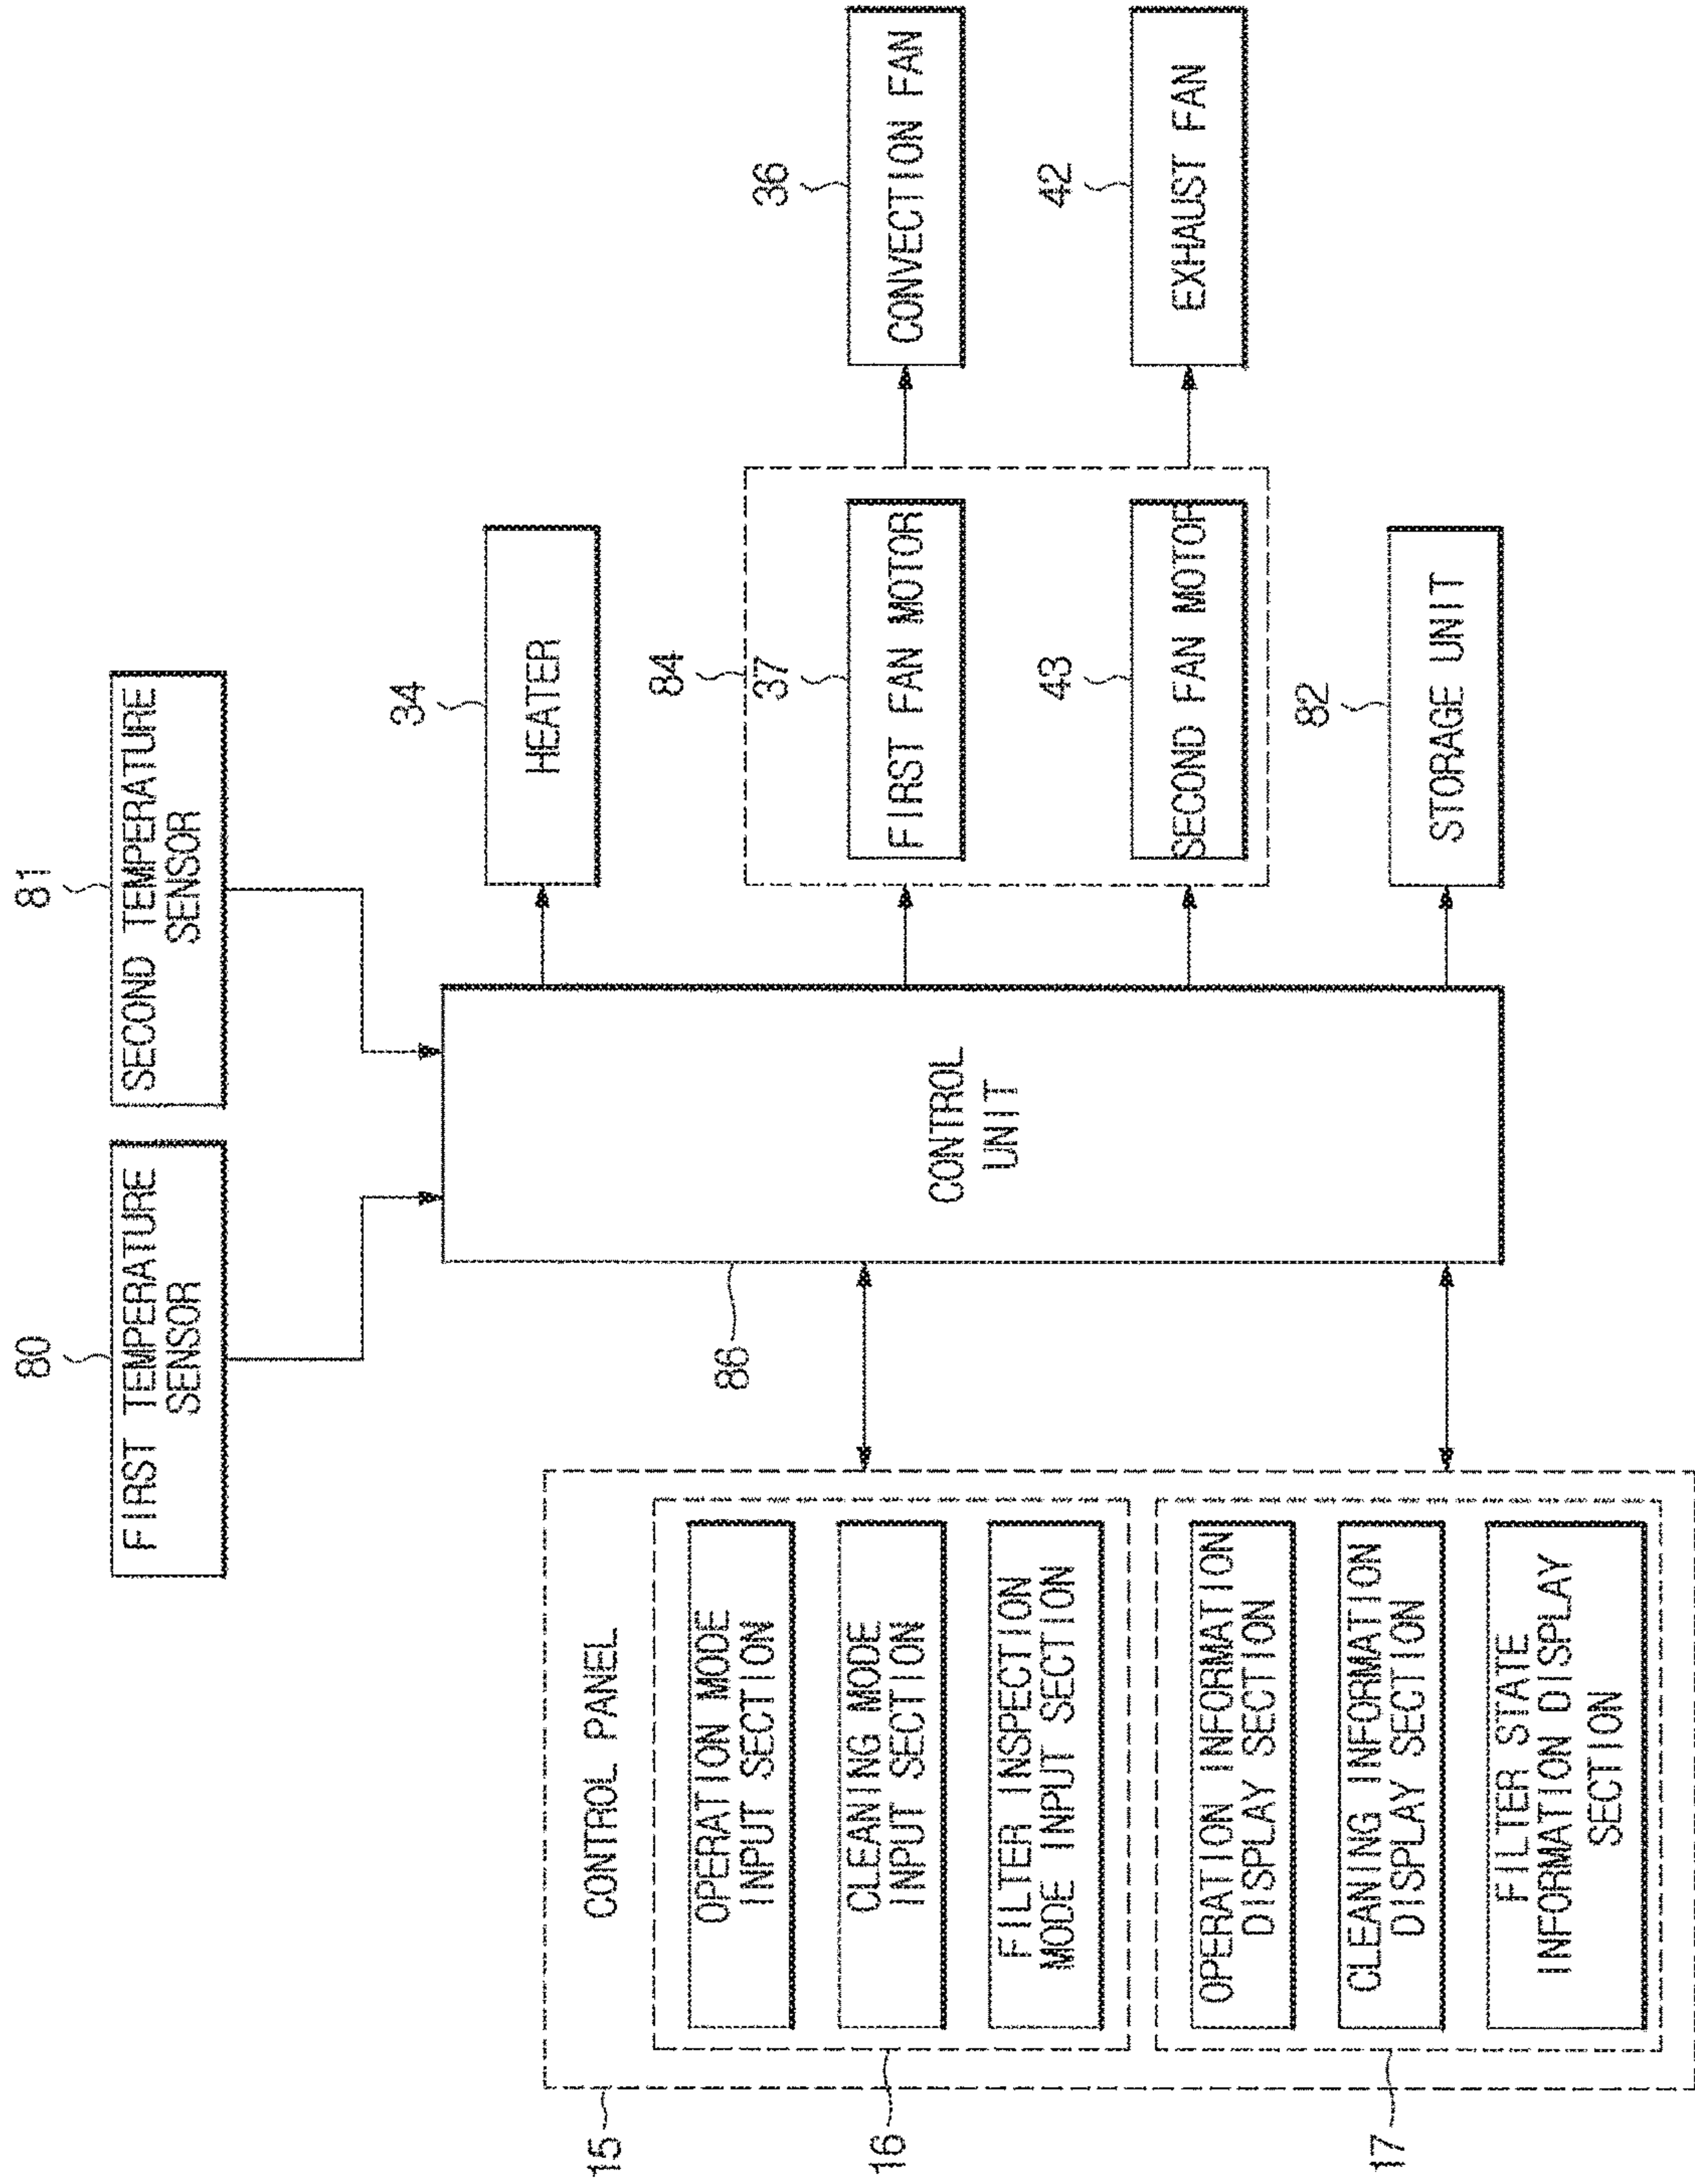 80
FIRST TEMPERATURE
SENSOR
81
SECOND TEMPERATURE
SENSOR
15
CONTROL PANEL
16
OPERATION MODE
INPUT SECTION
CLEANING MODE
INPUT SECTION
FILTER INSPECTION
MODE INPUT SECTION
17
OPERATION INFORMATION
DISPLAY SECTION
CLEANING INFORMATION
DISPLAY SECTION
FILTER STATE
INFORMATION DISPLAY
SECTION
86
CONTROL
UNIT
34
HEATER
84
37
FIRST FAN MOTOR
43
SECOND FAN MOTOR
82
STORAGE UNIT
36
CONVECTION FAN
42
EXHAUST FAN